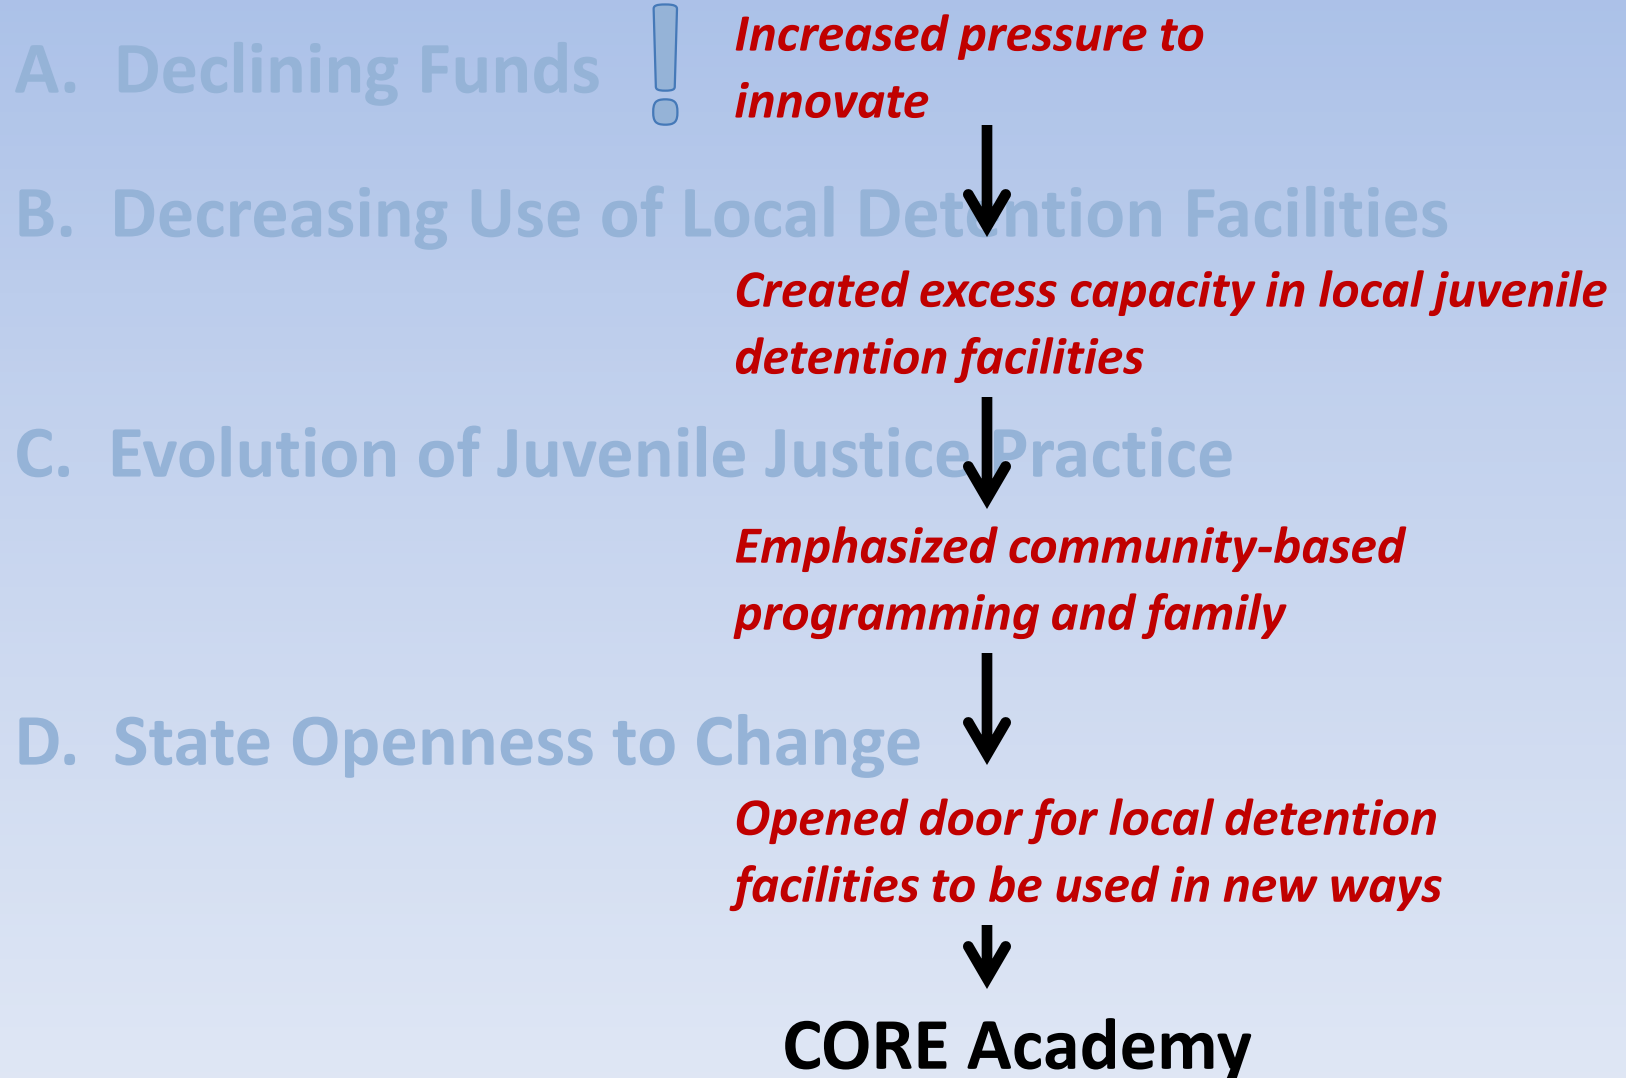 A. Declining Funds !
Increased pressure to
innovate
B. Decreasing Use of Local Detention Facilities
Created excess capacity in local juvenile
detention facilities
C. Evolution of Juvenile Justice Practice
Emphasized community-based
programming and family
D. State Openness to Change
Opened door for local detention
facilities to be used in new ways
CORE Academy